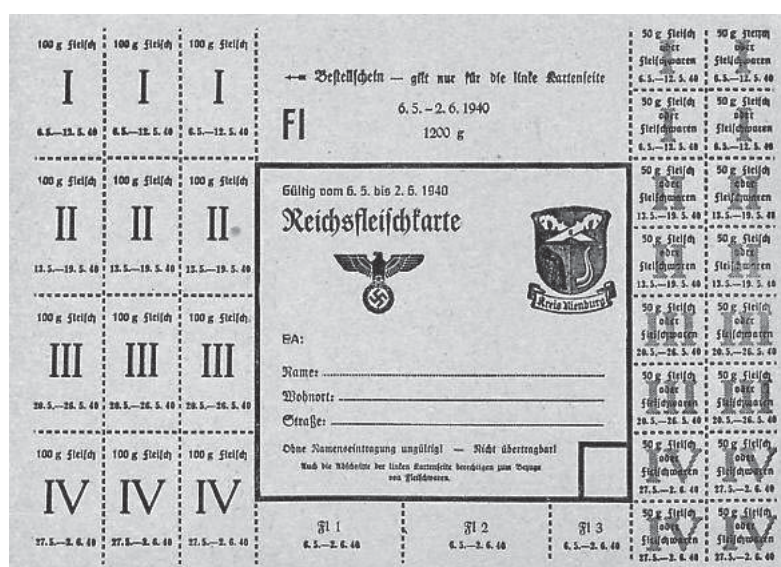 100 g Fleisch 100 g Fleisch 100 g Fleisch
I I I
6.5.—12.5.40 6.5.—12.5.40 6.5.—12.5.40
100 g Fleisch 100 g Fleisch 100 g Fleisch
II II II
13.5.—19.5.40 13.5.—19.5.40 13.5.—19.5.40
100 g Fleisch 100 g Fleisch 100 g Fleisch
III III III
20.5.—26.5.40 20.5.—26.5.40 20.5.—26.5.40
100 g Fleisch 100 g Fleisch 100 g Fleisch
IV IV IV
27.5.—2.6.40 27.5.—2.6.40 27.5.—2.6.40
Bestellschein — gilt nur für die linke Kartenseite
6. 5. – 2. 6. 1940
Fl
1200 g
Gültig vom 6. 5. bis 2. 6. 1940
Reichsfleischkarte
Kreis Nienburg
EA:
Name:
Wohnort:
Straße:
Ohne Namenseintragung ungültig! — Nicht übertragbar!
Auch die Abschnitte der linken Kartenseite berechtigen zum Bezuge
von Fleischwaren.
Fl 1 Fl 2 Fl 3
6.5.—2.6.40 6.5.—2.6.40 6.5.—2.6.40
50 g Fleisch 50 g Fleisch
oder oder
I I
Fleischwaren Fleischwaren
6.5.—12.5.40 6.5.—12.5.40
50 g Fleisch 50 g Fleisch
oder oder
I I
Fleischwaren Fleischwaren
6.5.—12.5.40 6.5.—12.5.40
50 g Fleisch 50 g Fleisch
oder oder
II II
Fleischwaren Fleischwaren
13.5.—19.5.40 13.5.—19.5.40
50 g Fleisch 50 g Fleisch
oder oder
II II
Fleischwaren Fleischwaren
13.5.—19.5.40 13.5.—19.5.40
50 g Fleisch 50 g Fleisch
oder oder
III III
Fleischwaren Fleischwaren
20.5.—26.5.40 20.5.—26.5.40
50 g Fleisch 50 g Fleisch
oder oder
III III
Fleischwaren Fleischwaren
20.5.—26.5.40 20.5.—26.5.40
50 g Fleisch 50 g Fleisch
oder oder
IV IV
Fleischwaren Fleischwaren
27.5.—2.6.40 27.5.—2.6.40
50 g Fleisch 50 g Fleisch
oder oder
IV IV
Fleischwaren Fleischwaren
27.5.—2.6.40 27.5.—2.6.40